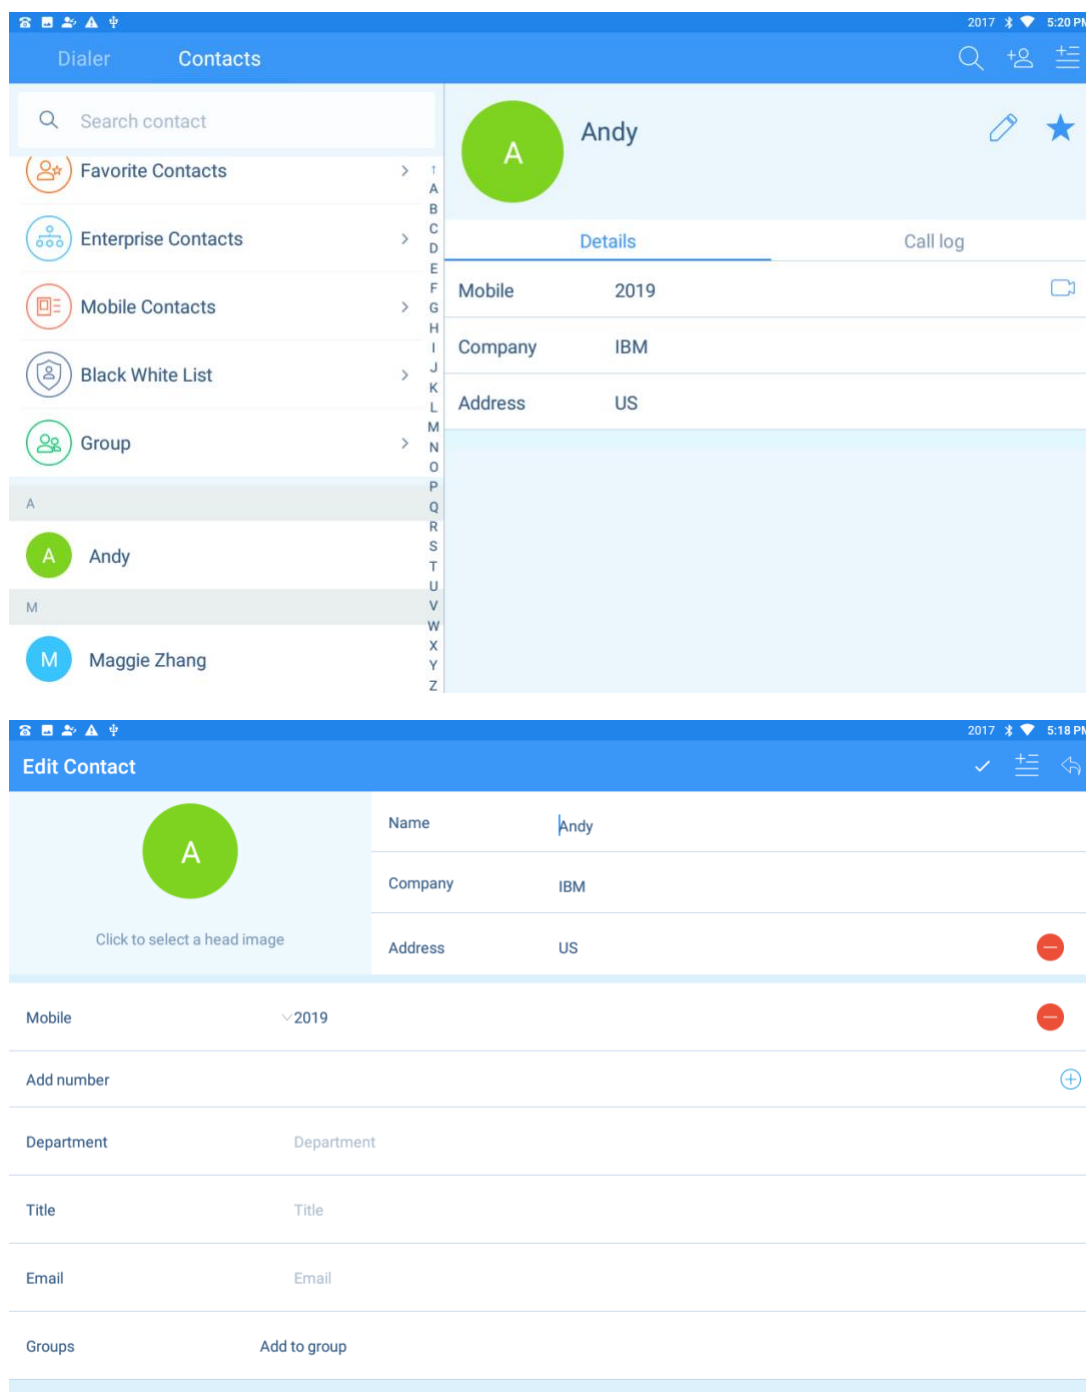 2017 5:20 PM
Dialer Contacts
Search contact
Favorite Contacts
Enterprise Contacts
Mobile Contacts
Black White List
Group
A
A Andy
M
M Maggie Zhang
↑
A
B
C
D
E
F
G
H
I
J
K
L
M
N
O
P
Q
R
S
T
U
V
W
X
Y
Z
A Andy
Details Call log
Mobile 2019
Company IBM
Address US
2017 5:18 PM
Edit Contact
A
Click to select a head image
Name Andy
Company IBM
Address US
Mobile 2019
Add number
Department Department
Title Title
Email Email
Groups Add to group